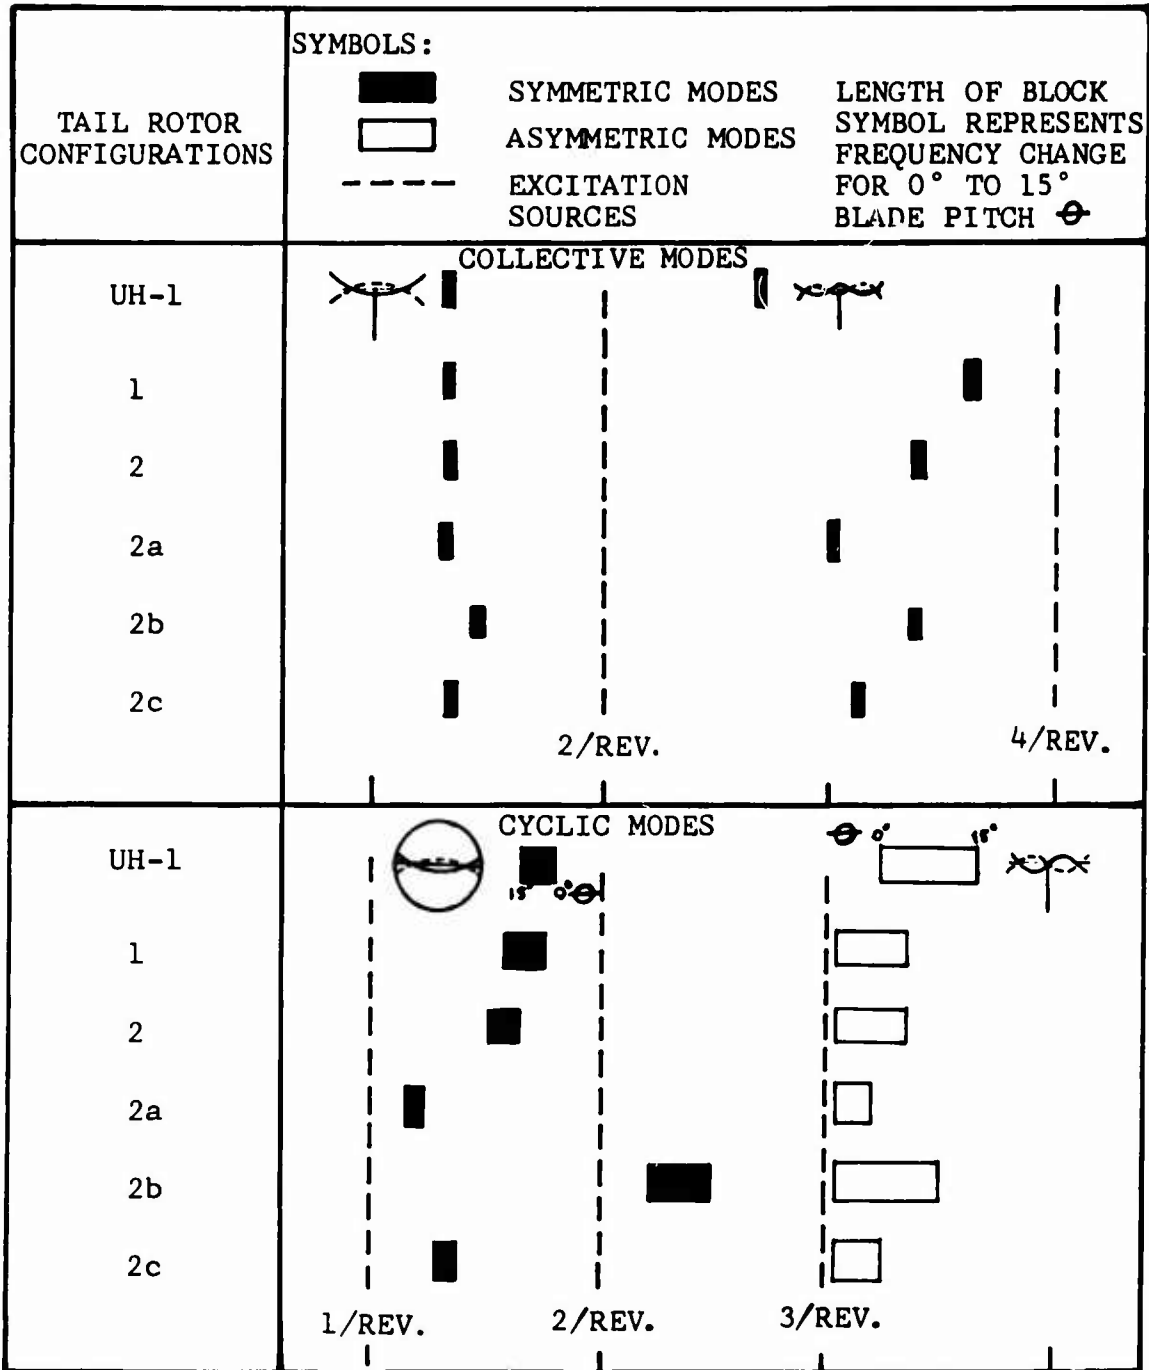 TAIL ROTOR
CONFIGURATIONS
SYMBOLS:
SYMMETRIC MODES
ASYMMETRIC MODES
EXCITATION
SOURCES
LENGTH OF BLOCK
SYMBOL REPRESENTS
FREQUENCY CHANGE
FOR 0° TO 15°
BLADE PITCH ⊖
COLLECTIVE MODES
UH-1
1
2
2a
2b
2c
2/REV.
4/REV.
CYCLIC MODES
UH-1
15° 0° ⊖
⊖ 0° 15°
1
2
2a
2b
2c
1/REV.
2/REV.
3/REV.